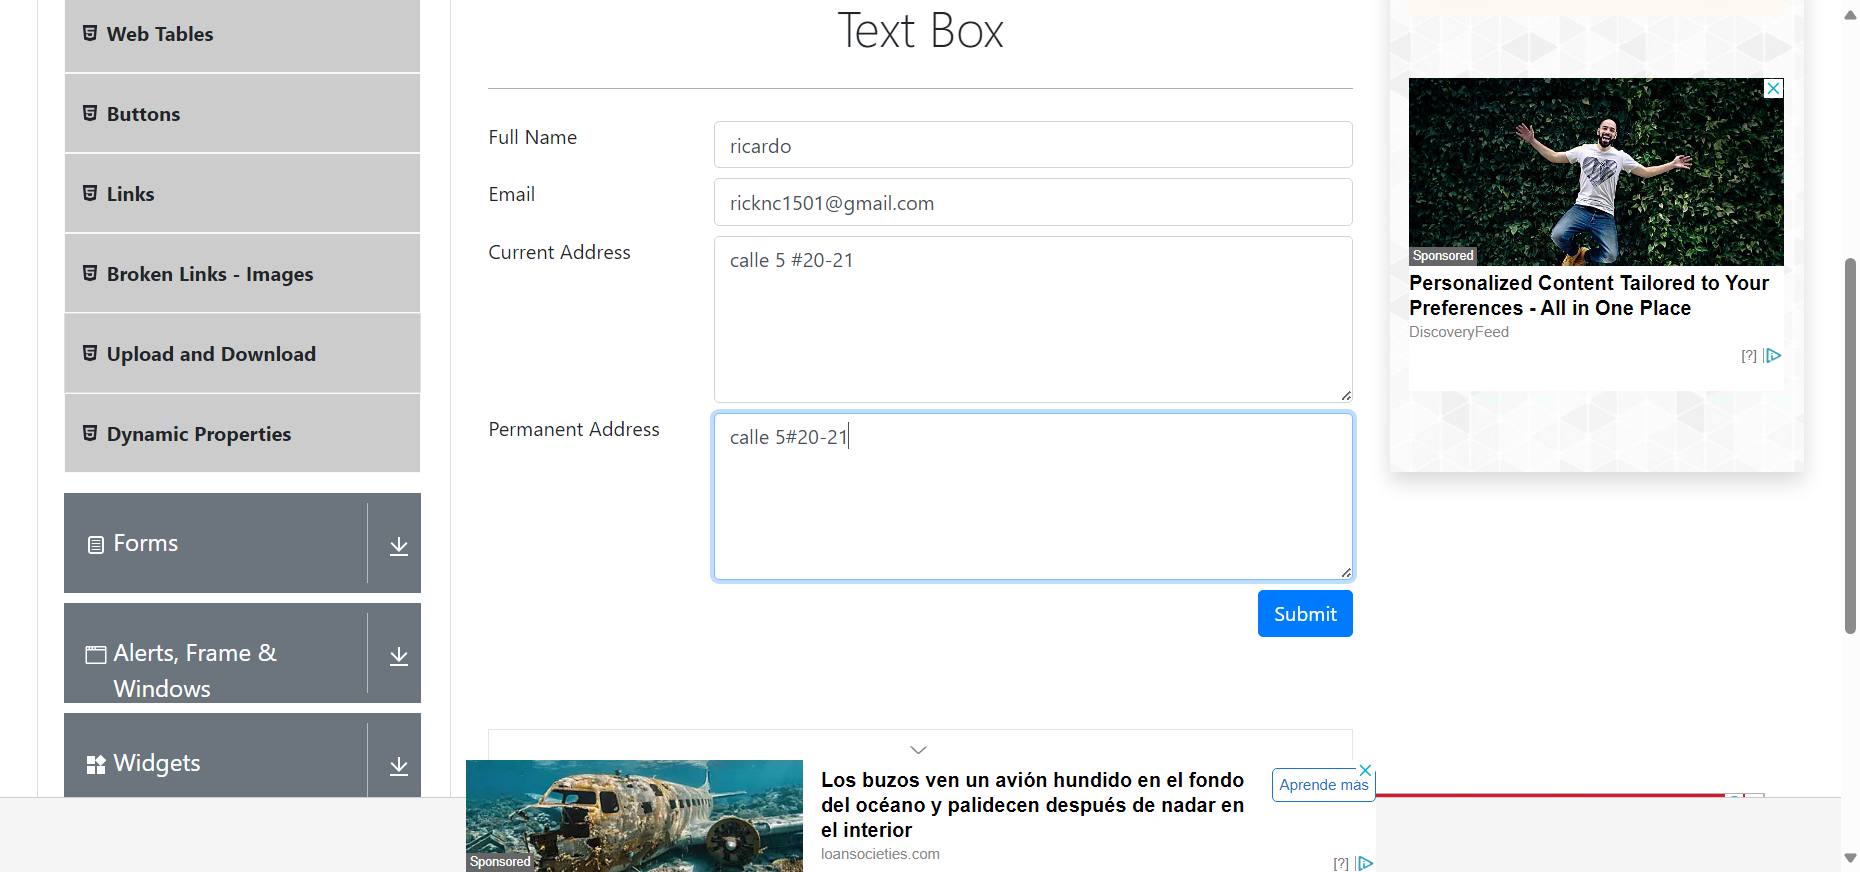 Web Tables
Buttons
Links
Broken Links - Images
Upload and Download
Dynamic Properties
Forms
Alerts, Frame &
Windows
Widgets
Text Box
Full Name
ricardo
Email
ricknc1501@gmail.com
Current Address
calle 5 #20-21
Permanent Address
calle 5#20-21
Submit
Sponsored
Personalized Content Tailored to Your
Preferences - All in One Place
DiscoveryFeed
[?]
Sponsored
Los buzos ven un avión hundido en el fondo
del océano y palidecen después de nadar en
el interior
loansocieties.com
Aprende más
[?]